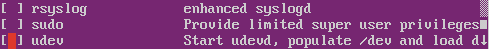 [ ] rsyslog enhanced syslogd
[ ] sudo Provide limited super user privileges
[ ] udev Start udevd, populate /dev and load d↓